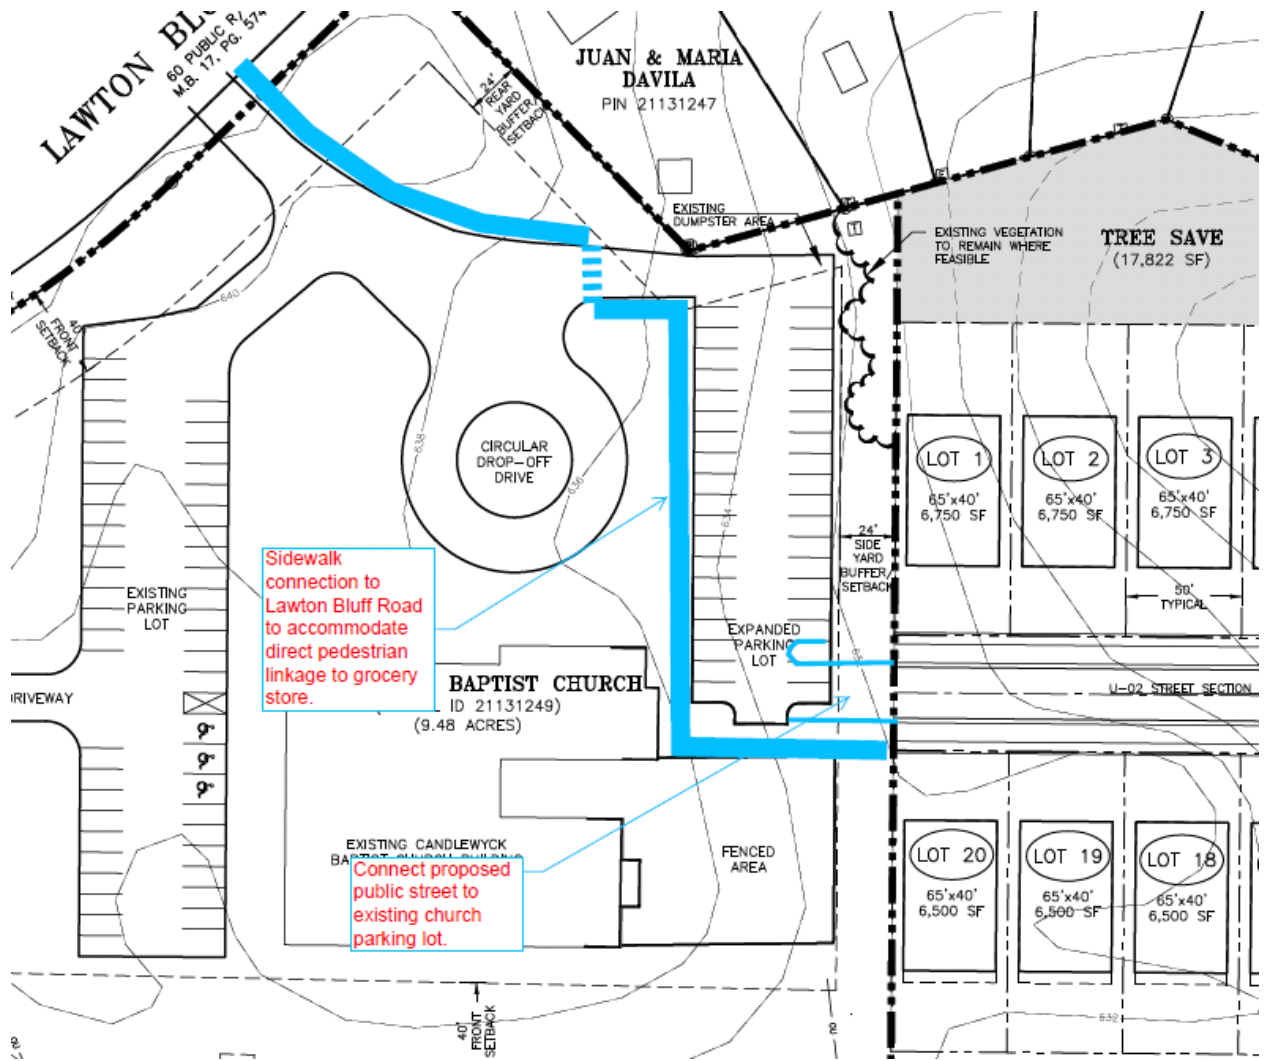 LAWTON BLU
60 PUBLIC R/
M.B. 17, PG. 574
24'
REAR
YARD
BUFFER/
SETBACK
JUAN & MARIA
DAVILA
PIN 21131247
EXISTING
DUMPSTER AREA
EXISTING VEGETATION
TO REMAIN WHERE
FEASIBLE
TREE SAVE
(17,822 SF)
40'
FRONT
SETBACK
640
638
636
634
CIRCULAR
DROP-OFF
DRIVE
LOT 1
65'x40'
6,750 SF
LOT 2
65'x40'
6,750 SF
LOT 3
65'x40'
6,750 SF
24'
SIDE
YARD
BUFFER/
SETBACK
50'
TYPICAL
Sidewalk
connection to
Lawton Bluff Road
to accommodate
direct pedestrian
linkage to grocery
store.
EXISTING
PARKING
LOT
EXPANDED
PARKING
LOT
U-02 STREET SECTION
DRIVEWAY
BAPTIST CHURCH
ID 21131249)
(9.48 ACRES)
EXISTING CANDLEWYCK
BAPTIST CHURCH BUILDING
Connect proposed
public street to
existing church
parking lot.
FENCED
AREA
LOT 20
65'x40'
6,500 SF
LOT 19
65'x40'
6,500 SF
LOT 18
65'x40'
6,500 SF
40'
FRONT
SETBACK
632